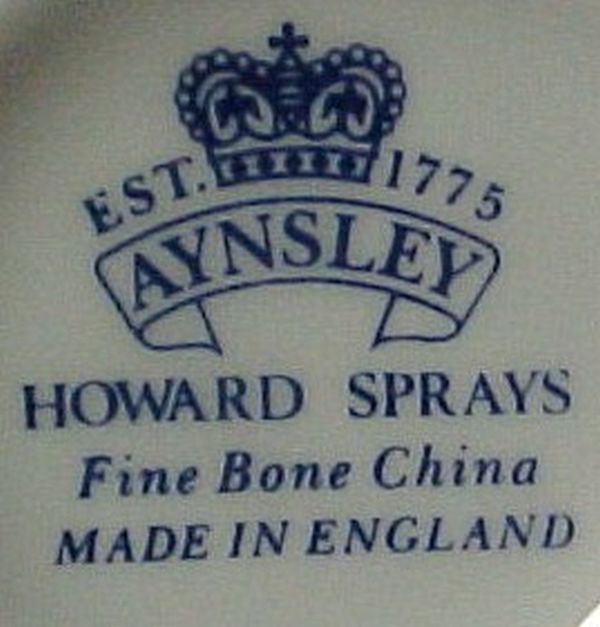 EST. 1775
AYNSLEY
HOWARD SPRAYS
Fine Bone China
MADE IN ENGLAND